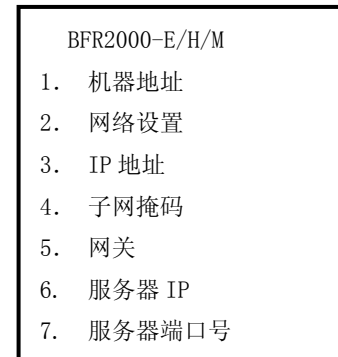 BFR2000-E/H/M
1. 机器地址
2. 网络设置
3. IP 地址
4. 子网掩码
5. 网关
6. 服务器 IP
7. 服务器端口号